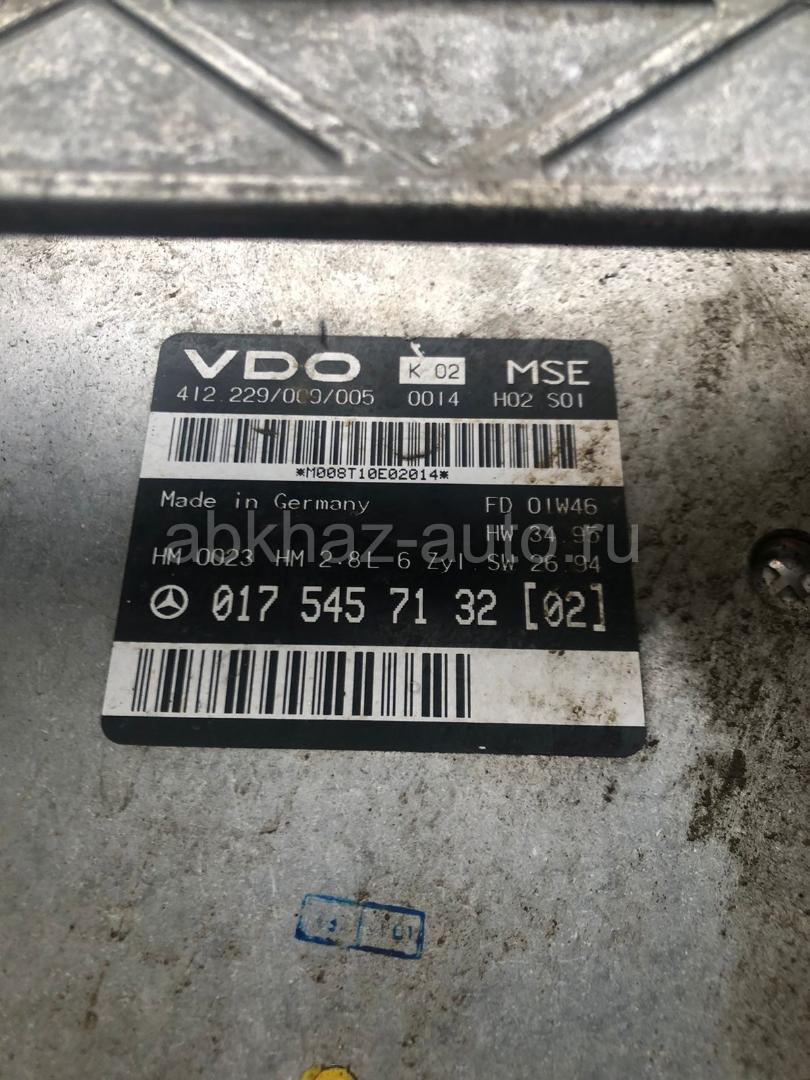 VDO K 02 MSE
412.229/009/005 0014 H02 S01
*M008T10E02014*
Made in Germany FD 01W46
HW 34.95
abkhaz-auto.ru
HM 0023 HM 2.8L 6 Zyl. SW 26.94
017 545 71 32 [02]